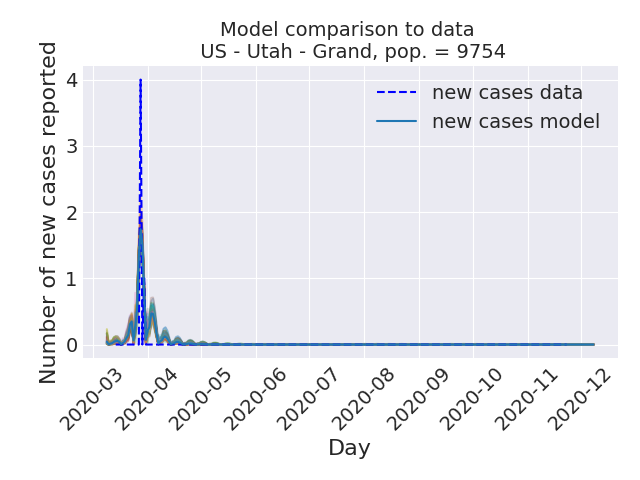 Model comparison to data
US - Utah - Grand, pop. = 9754
Number of new cases reported
4
3
2
1
0
new cases data
new cases model
2020-03
2020-04
2020-05
2020-06
2020-07
2020-08
2020-09
2020-10
2020-11
2020-12
Day